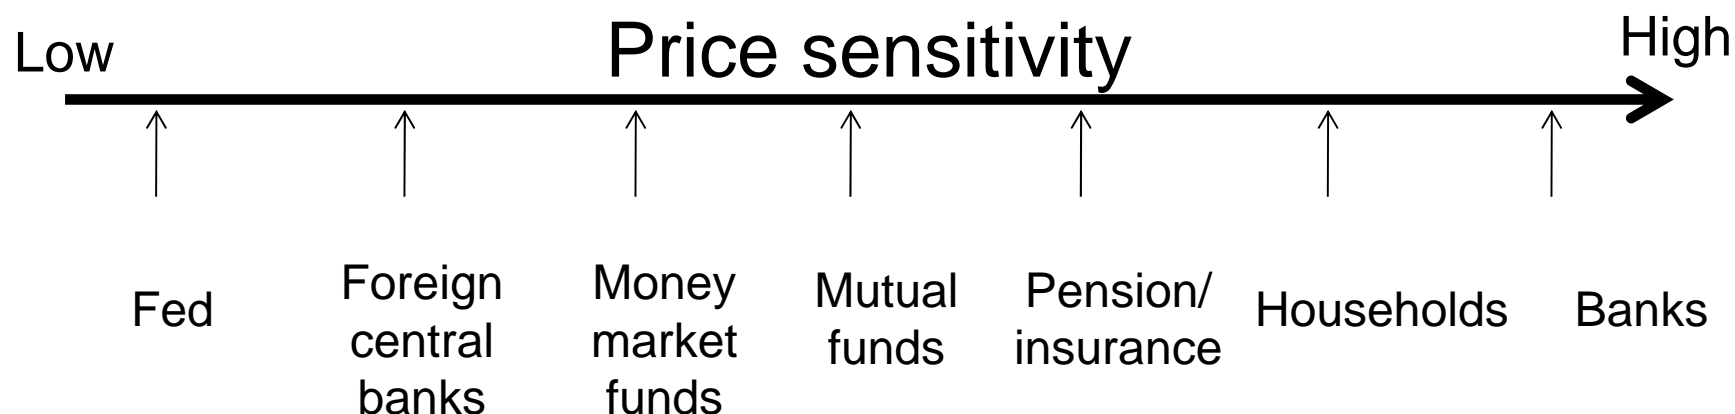 Low
Price sensitivity
High
Fed
Foreign
central
banks
Money
market
funds
Mutual
funds
Pension/
insurance
Households
Banks